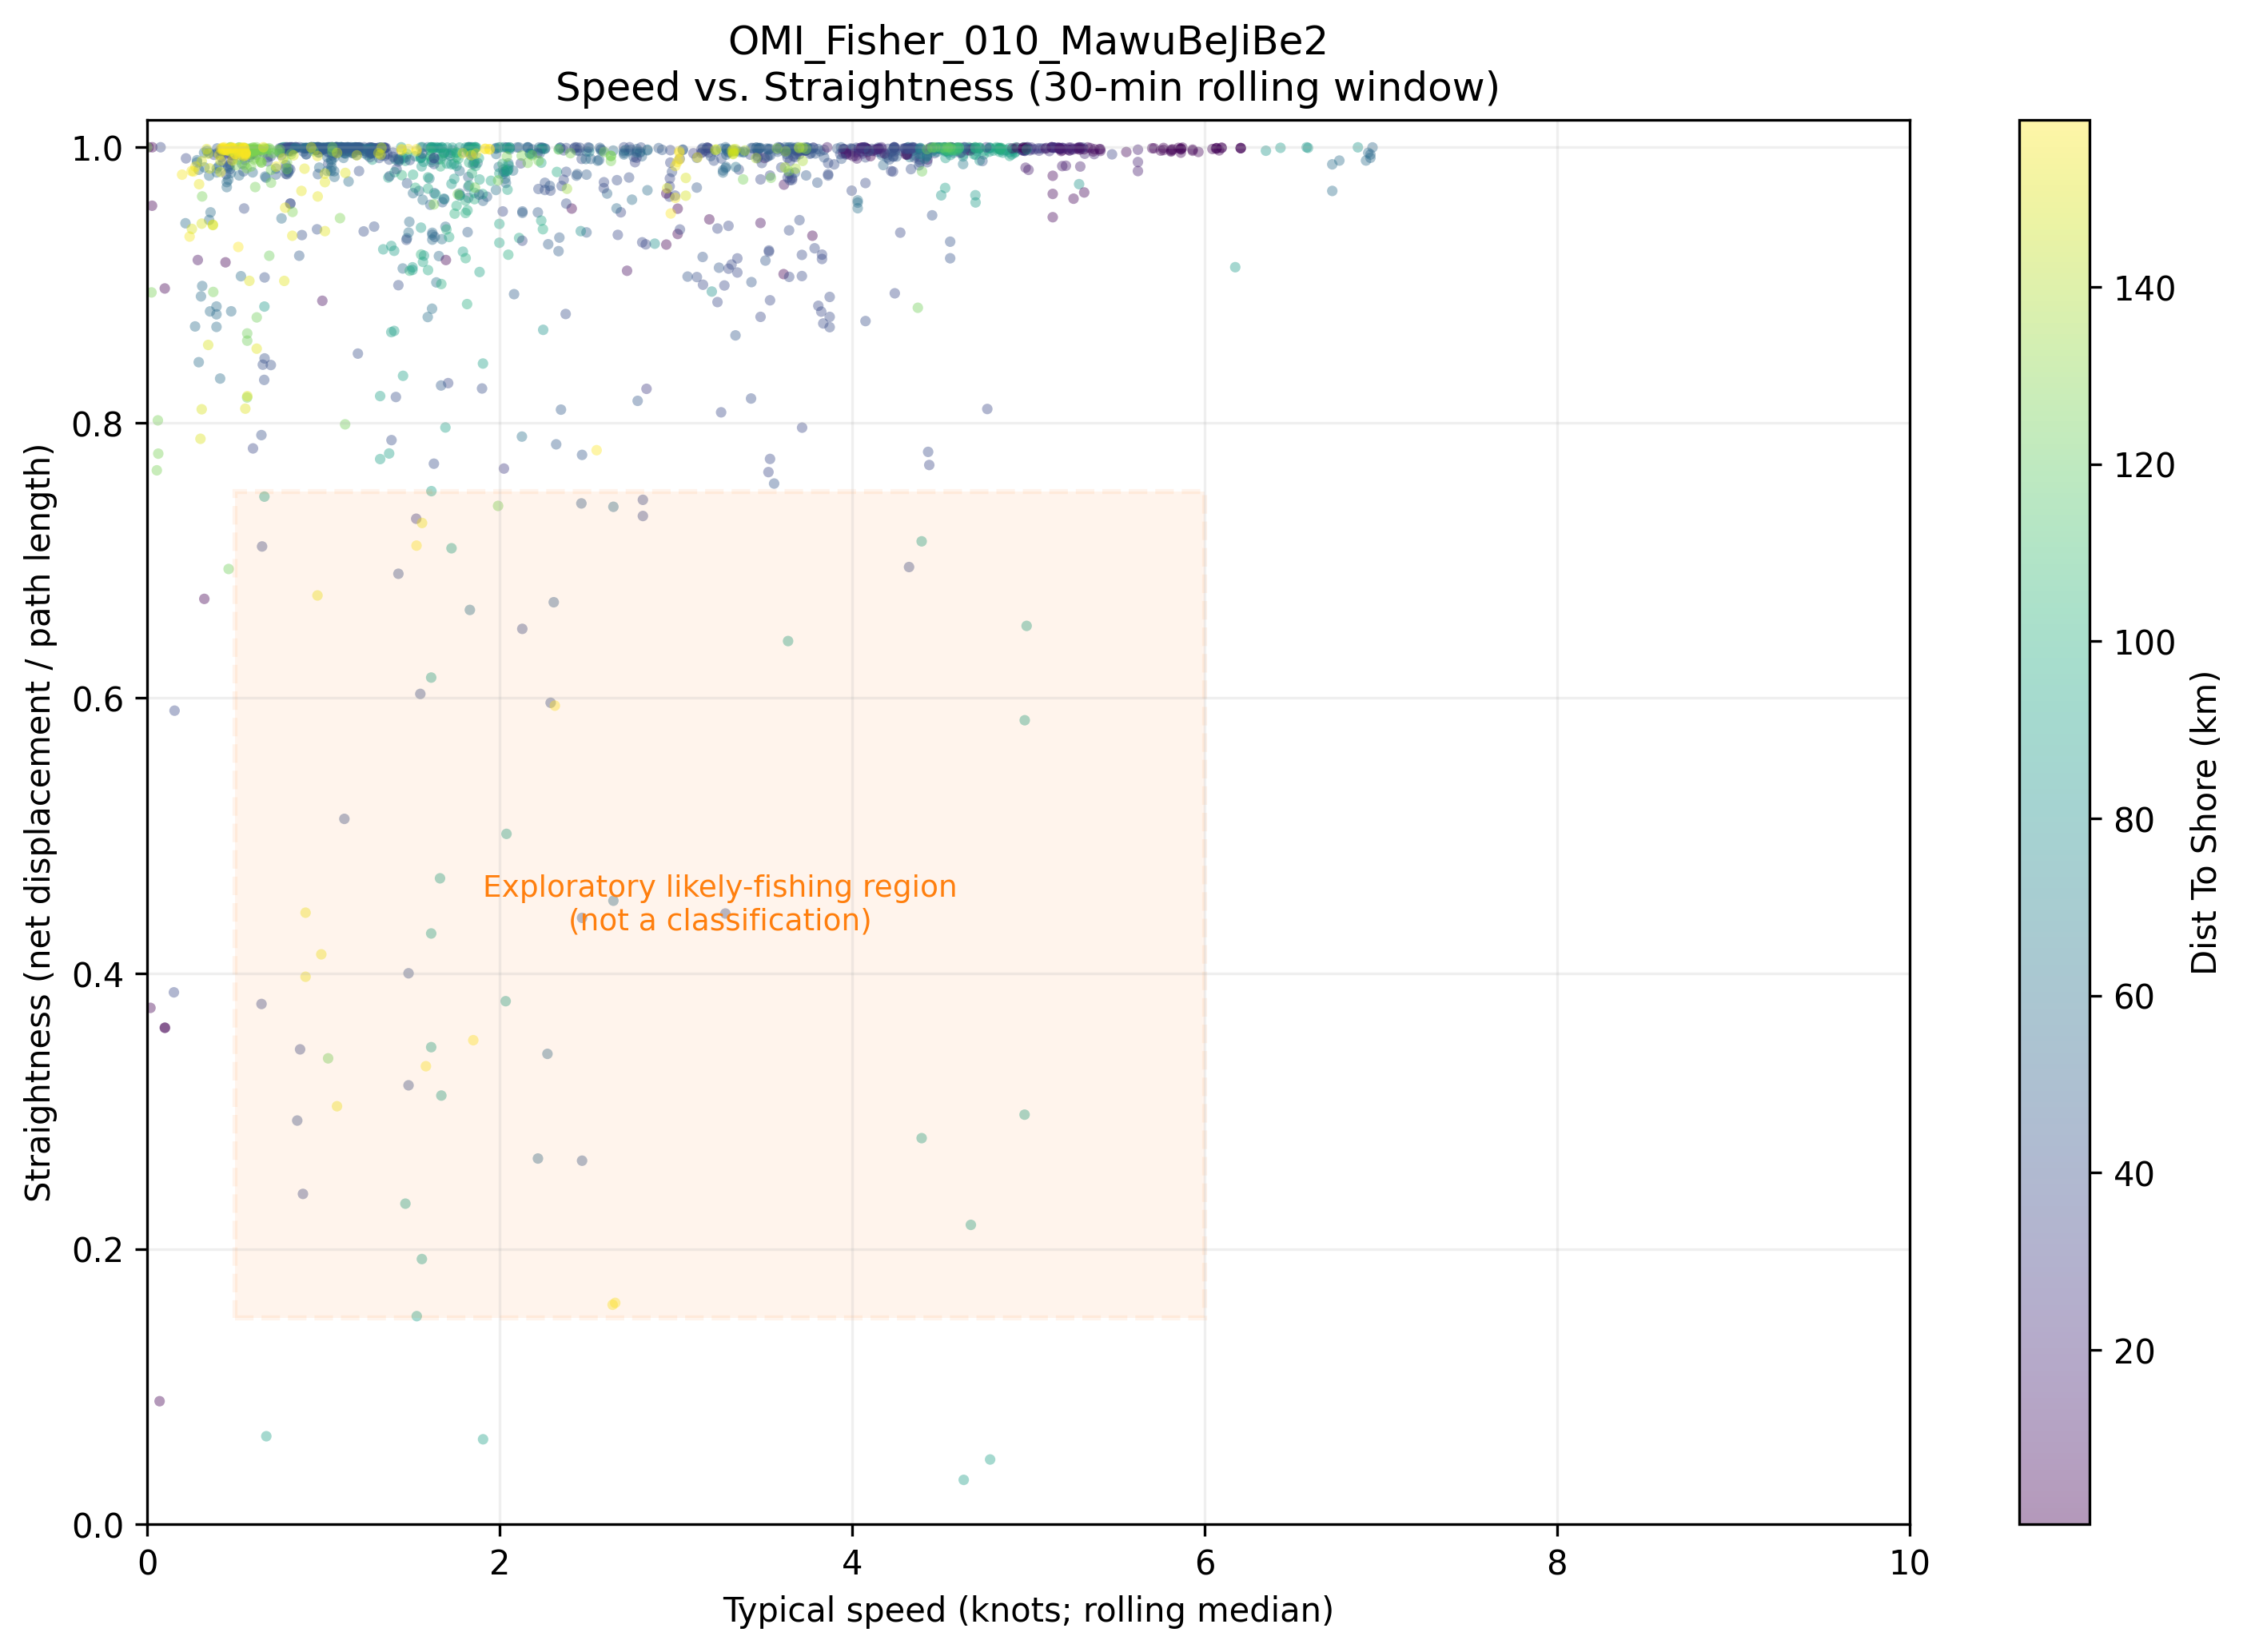 OMI_Fisher_010_MawuBeJiBe2
Speed vs. Straightness (30-min rolling window)
1.0
0.8
0.6
0.4
0.2
0.0
Straightness (net displacement / path length)
Exploratory likely-fishing region
(not a classification)
0
2
4
6
8
10
Typical speed (knots; rolling median)
140
120
100
80
60
40
20
Dist To Shore (km)